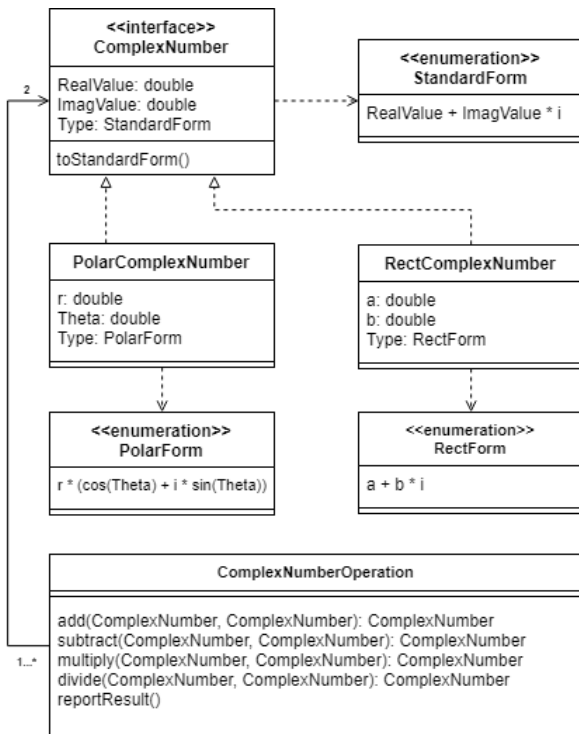 <<interface>>
ComplexNumber
RealValue: double
ImagValue: double
Type: StandardForm
toStandardForm()
2
<<enumeration>>
StandardForm
RealValue + ImagValue * i
PolarComplexNumber
r: double
Theta: double
Type: PolarForm
RectComplexNumber
a: double
b: double
Type: RectForm
<<enumeration>>
PolarForm
r * (cos(Theta) + i * sin(Theta))
<<enumeration>>
RectForm
a + b * i
ComplexNumberOperation
add(ComplexNumber, ComplexNumber): ComplexNumber
subtract(ComplexNumber, ComplexNumber): ComplexNumber
multiply(ComplexNumber, ComplexNumber): ComplexNumber
divide(ComplexNumber, ComplexNumber): ComplexNumber
reportResult()
1...*